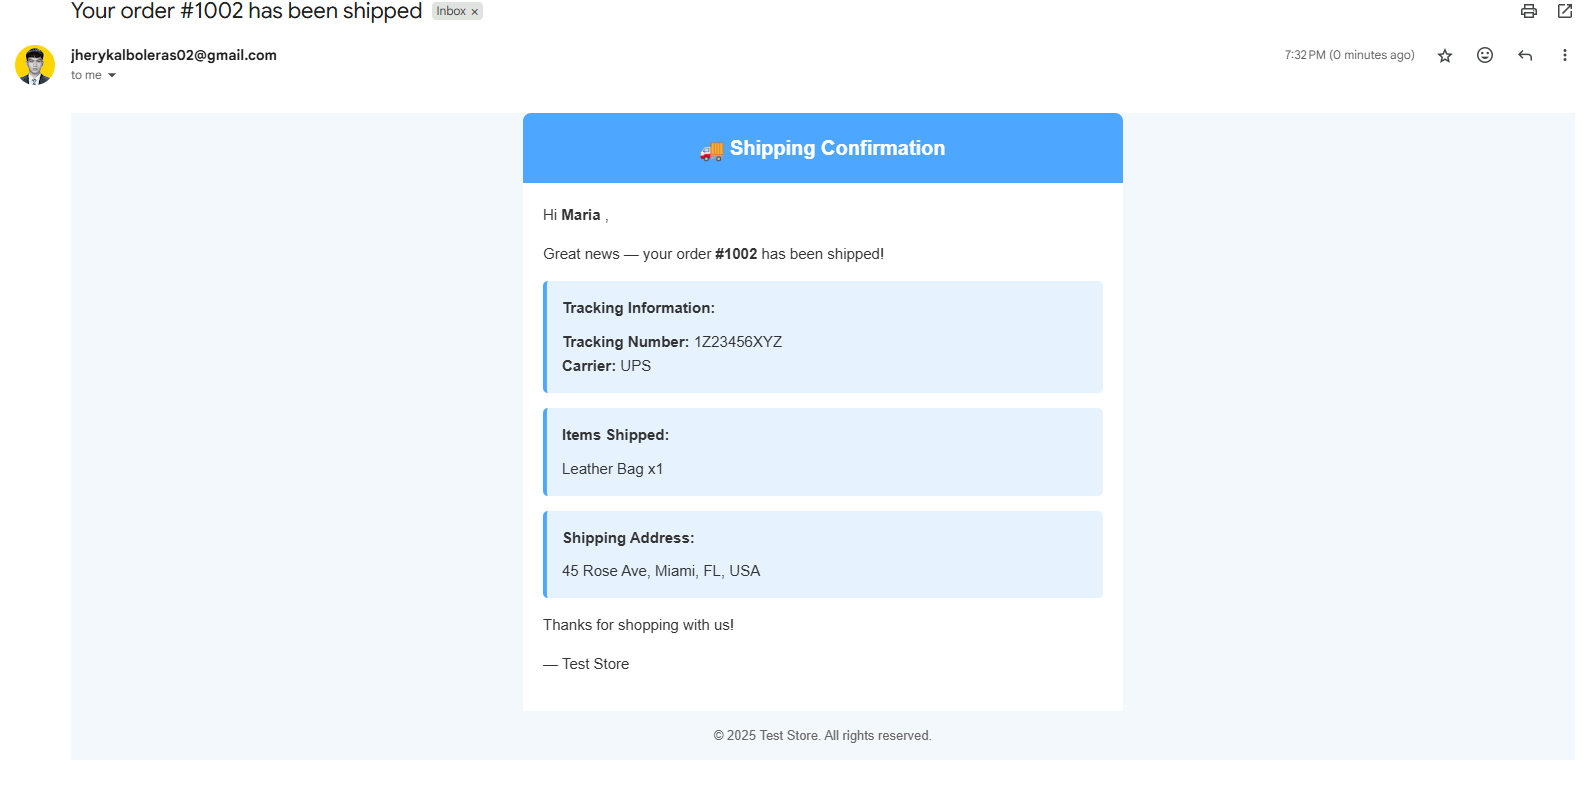 Your order #1002 has been shipped Inbox ×
jherykalboleras02@gmail.com 7:32 PM (0 minutes ago)
to me
Shipping Confirmation
Hi Maria ,
Great news — your order #1002 has been shipped!
Tracking Information:
Tracking Number: 1Z23456XYZ
Carrier: UPS
Items Shipped:
Leather Bag x1
Shipping Address:
45 Rose Ave, Miami, FL, USA
Thanks for shopping with us!
— Test Store
© 2025 Test Store. All rights reserved.